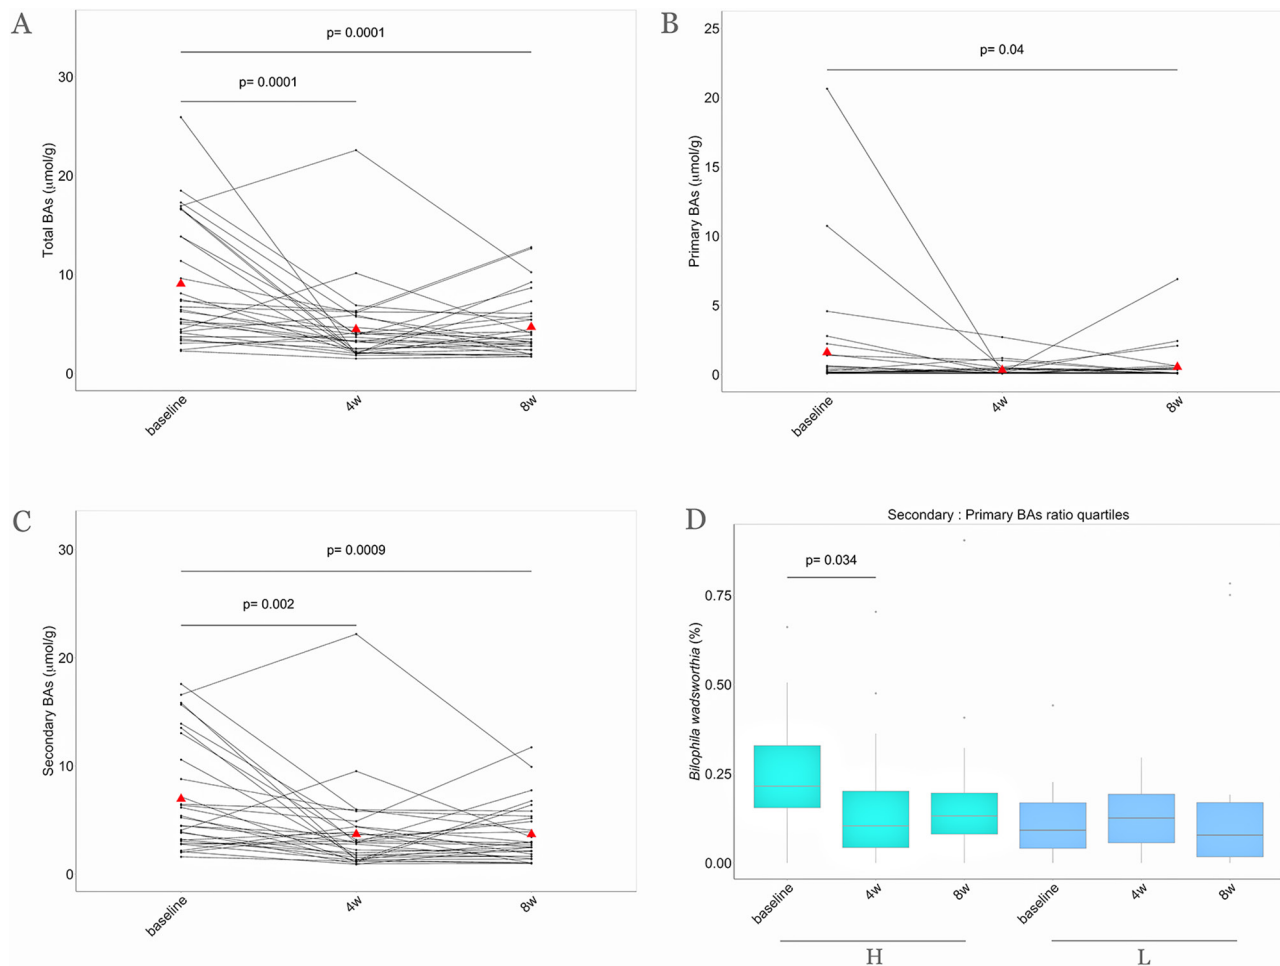 A
p= 0.0001
p= 0.0001
30
20
10
0
Total BAs (μmol/g)
baseline
4w
8w
B
p= 0.04
25
20
15
10
5
0
Primary BAs (μmol/g)
baseline
4w
8w
C
p= 0.0009
p= 0.002
30
20
10
0
Secondary BAs (μmol/g)
baseline
4w
8w
D
Secondary : Primary BAs ratio quartiles
p= 0.034
0.75
0.50
0.25
0.00
Bilophila wadsworthia (%)
baseline
4w
8w
baseline
4w
8w
H
L